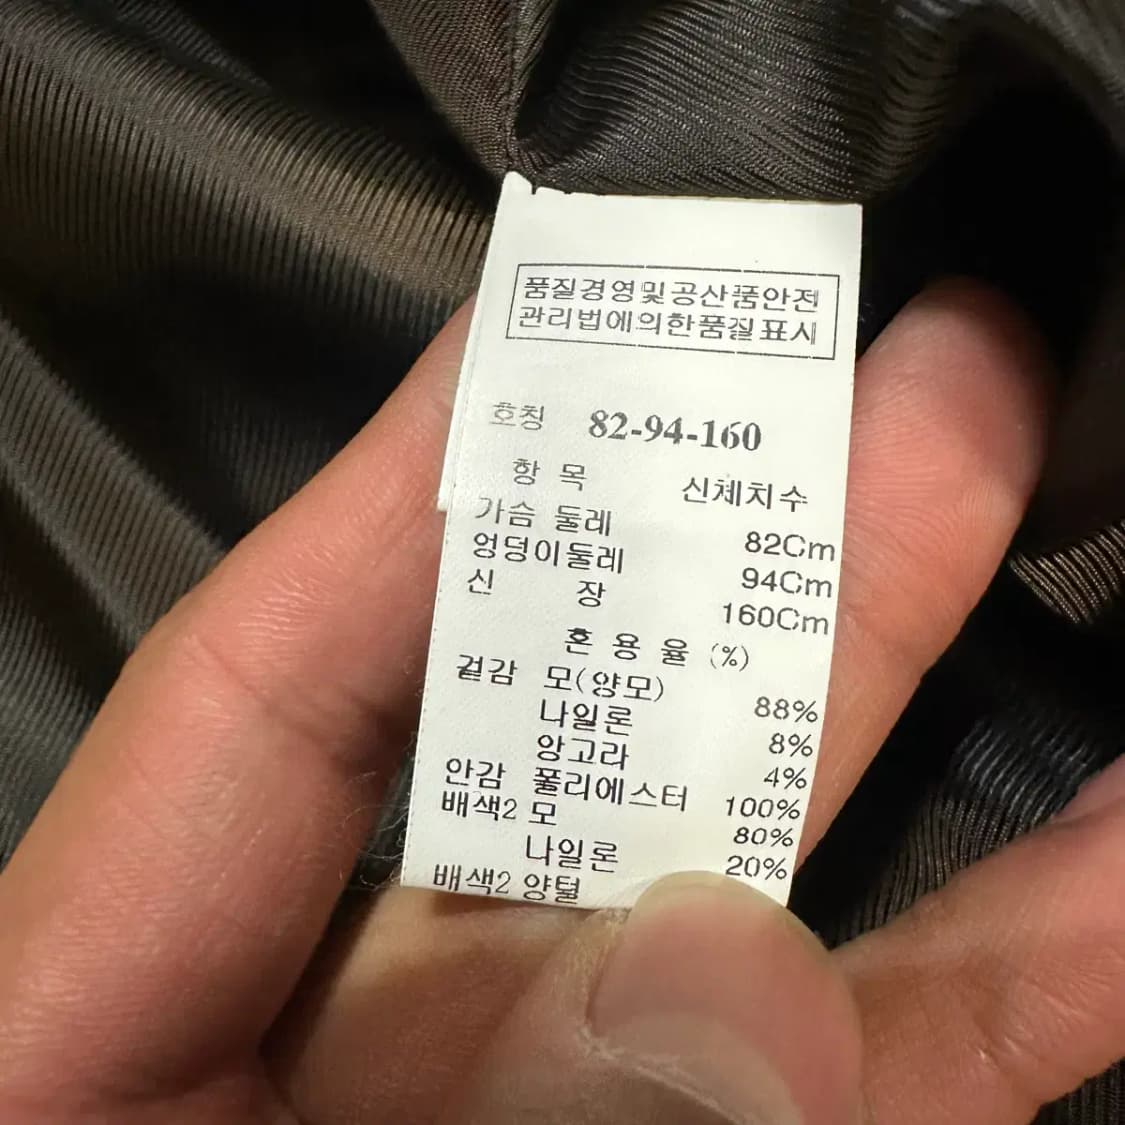 품질경영및공산품안전
관리법에의한품질표시
호칭 82-94-160
항 목 신체치수
가슴 둘레 82Cm
엉덩이둘레 94Cm
신 장 160Cm
혼 용 율 (%)
겉감 모(양모) 88%
나일론 8%
앙고라 4%
안감 폴리에스터 100%
배색2 모 80%
나일론 20%
배색2 양털